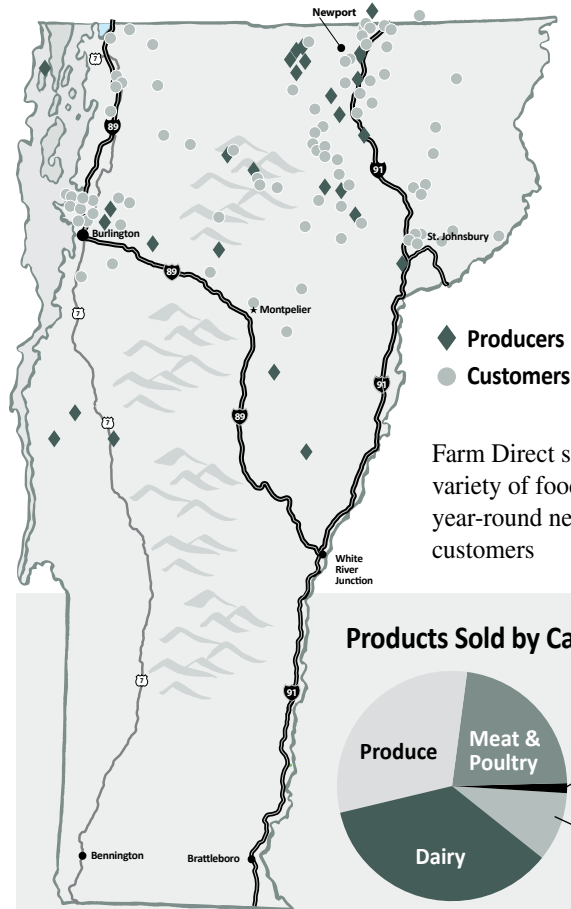 Newport
7
89
91
Burlington
St. Johnsbury
89
7
Montpelier
Producers
Customers
91
89
7
Farm Direct s
variety of food
year-round ne
customers
White
River
Junction
Products Sold by Ca
7
91
Produce
Meat &
Poultry
Dairy
Bennington
Brattleboro